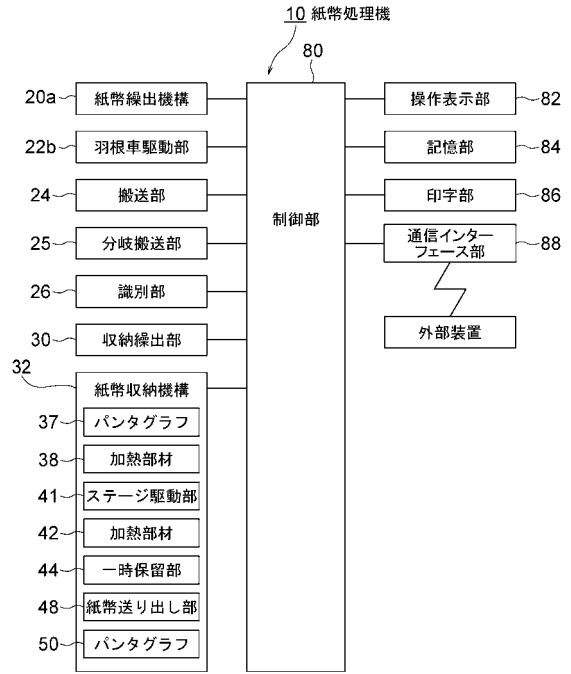 10 紙幣処理機
80
20a 紙幣繰出機構
22b 羽根車駆動部
24 搬送部
25 分岐搬送部
26 識別部
30 収納繰出部
32
紙幣収納機構
37 パンタグラフ
38 加熱部材
41 ステージ駆動部
42 加熱部材
44 一時保留部
48 紙幣送り出し部
50 パンタグラフ
制御部
操作表示部 82
記憶部 84
印字部 86
通信インター
フェース部 88
外部装置